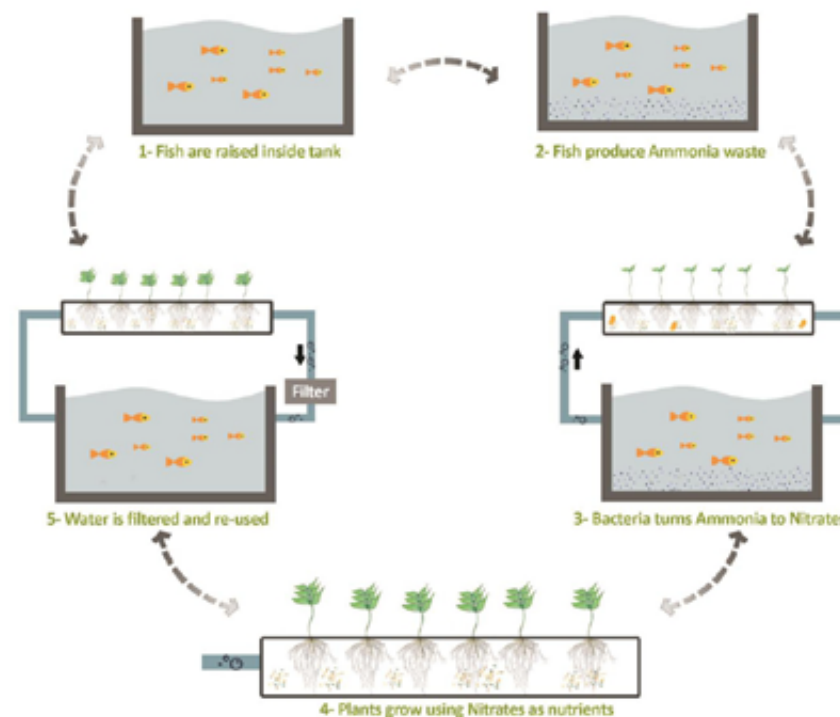 1- Fish are raised inside tank
2- Fish produce Ammonia waste
Filter
5- Water is filtered and re-used
3- Bacteria turns Ammonia to Nitrate
4- Plants grow using Nitrates as nutrients